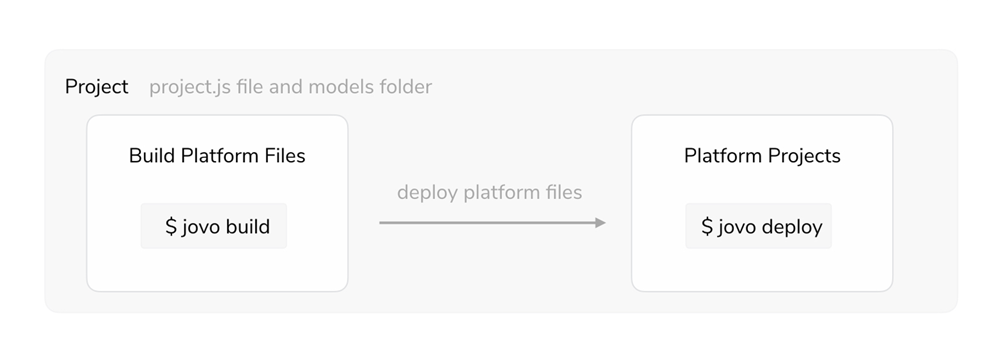 Project project.js file and models folder
Build Platform Files
$ jovo build
deploy platform files
Platform Projects
$ jovo deploy